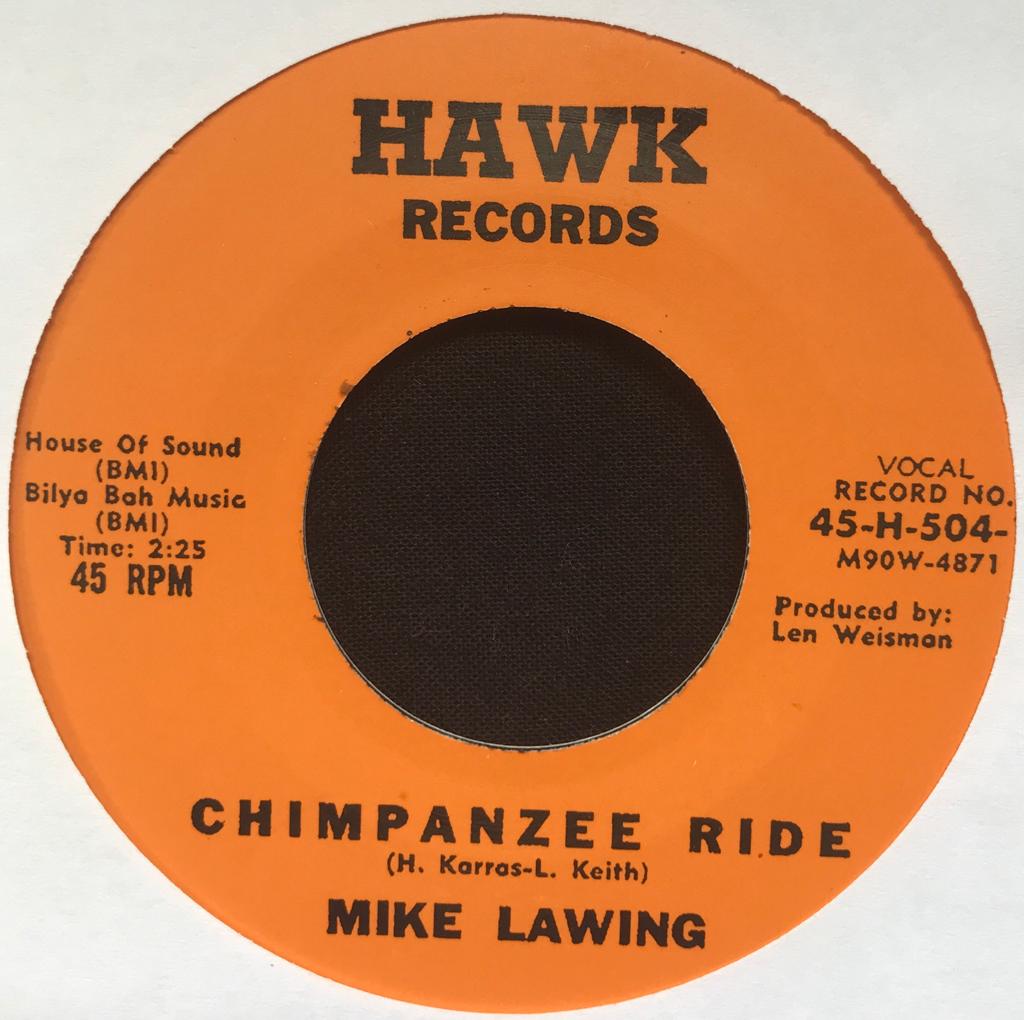 HAWK
RECORDS
House Of Sound
(BMI)
Bilya Bah Music
(BMI)
Time: 2:25
45 RPM
VOCAL
RECORD NO.
45-H-504-
M90W-4871
Produced by:
Len Weisman
CHIMPANZEE RIDE
(H. Karras-L. Keith)
MIKE LAWING